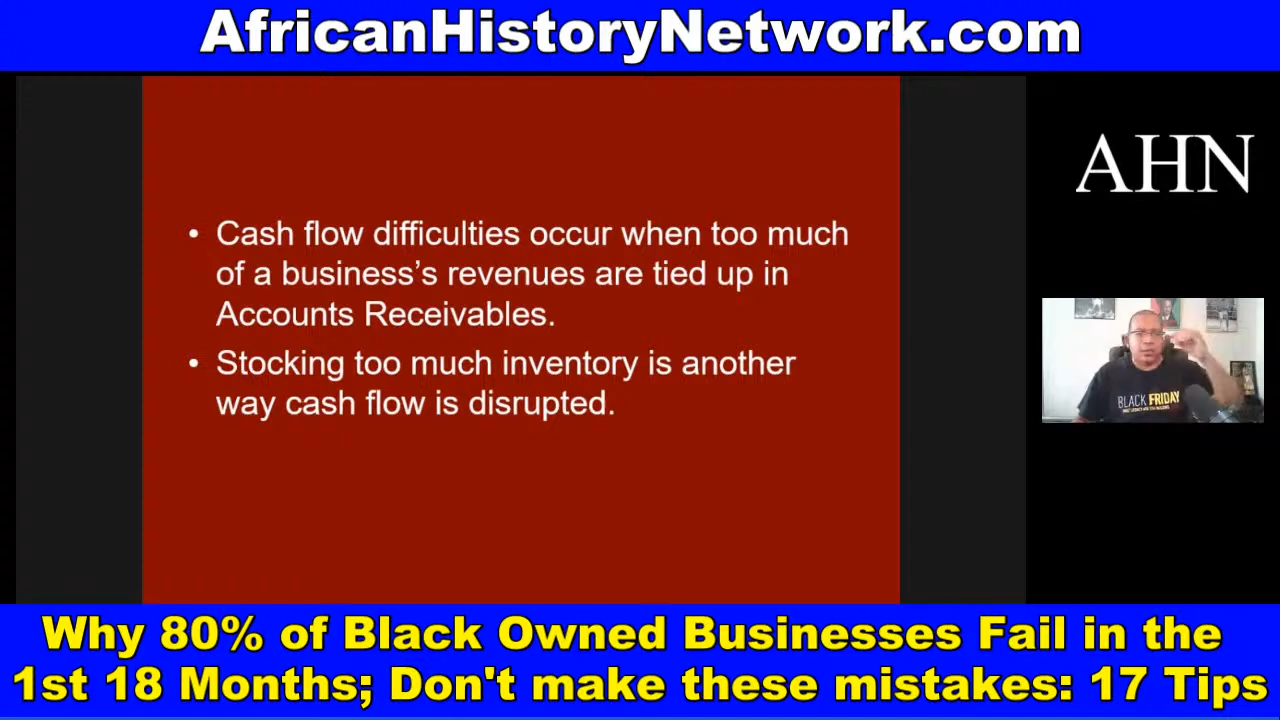 AfricanHistoryNetwork.com
AHN
• Cash flow difficulties occur when too much
of a business’s revenues are tied up in
Accounts Receivables.
• Stocking too much inventory is another
way cash flow is disrupted.
BLACK FRIDAY
Why 80% of Black Owned Businesses Fail in the
1st 18 Months; Don't make these mistakes: 17 Tips